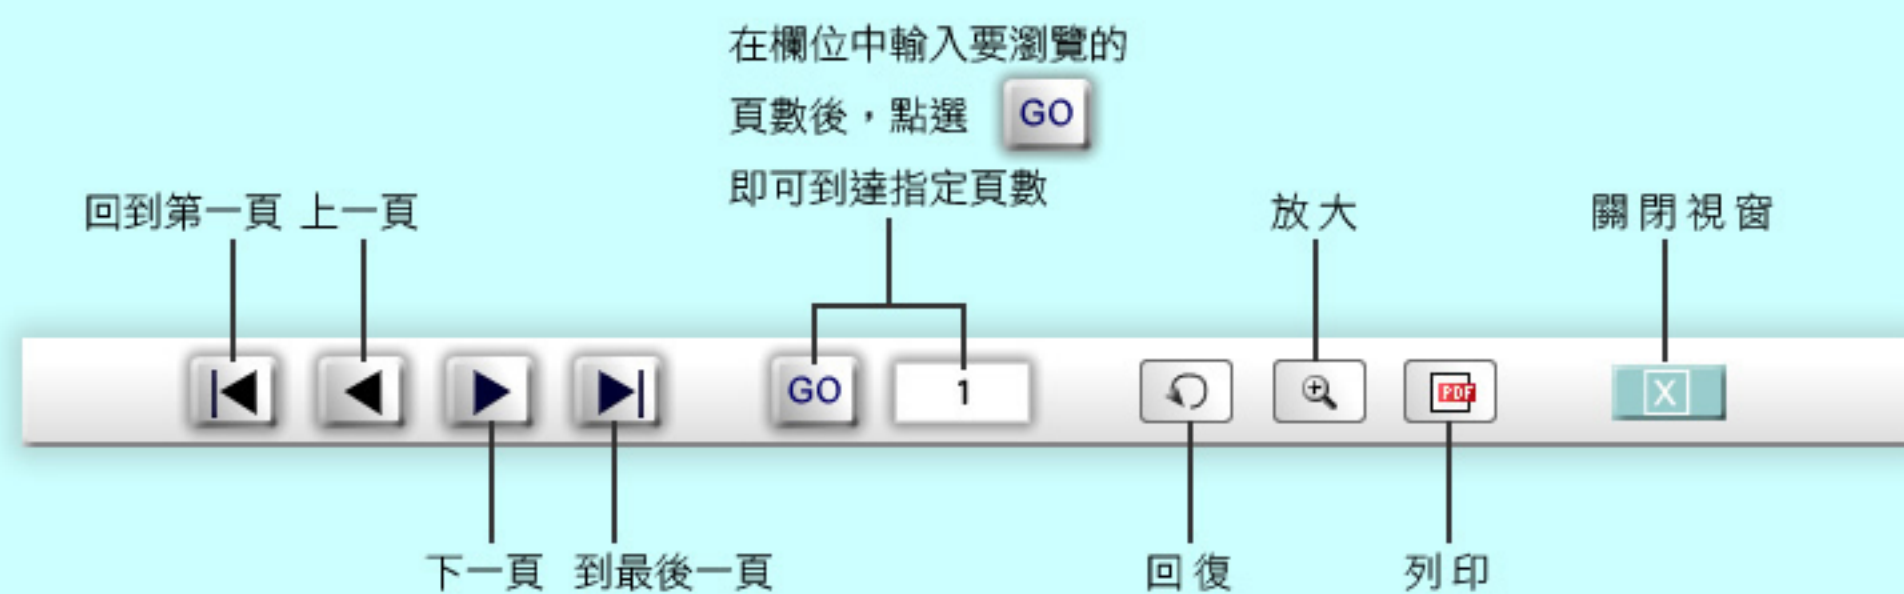 在欄位中輸入要瀏覽的
頁數後，點選 GO
即可到達指定頁數
回到第一頁 上一頁
放大
關閉視窗
GO 1
PDF
X
下一頁 到最後一頁
回復
列印